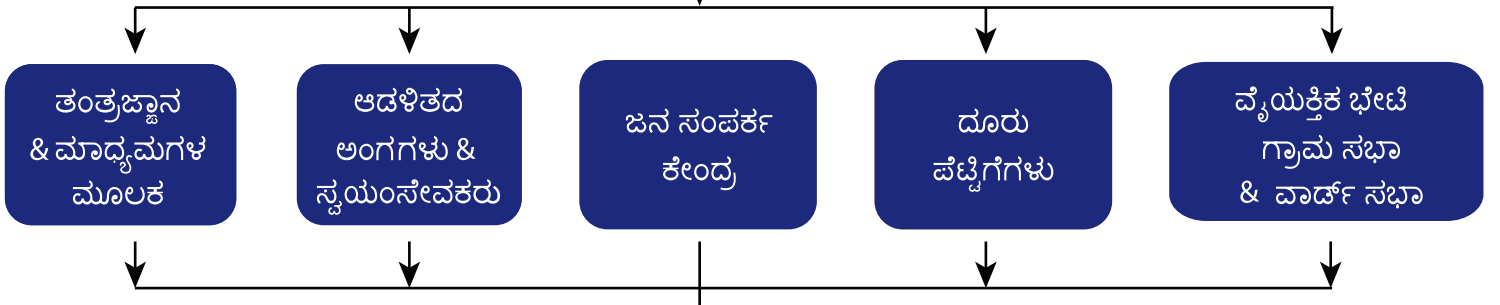 ತಂತ್ರಜ್ಞಾನ
& ಮಾಧ್ಯಮಗಳ
ಮೂಲಕ
ಆಡಳಿತದ
ಅಂಗಗಳು &
ಸ್ವಯಂಸೇವಕರು
ಜನ ಸಂಪರ್ಕ
ಕೇಂದ್ರ
ದೂರು
ಪೆಟ್ಟಿಗೆಗಳು
ವೈಯಕ್ತಿಕ ಭೇಟಿ
ಗ್ರಾಮ ಸಭಾ
& ವಾರ್ಡ್ ಸಭಾ